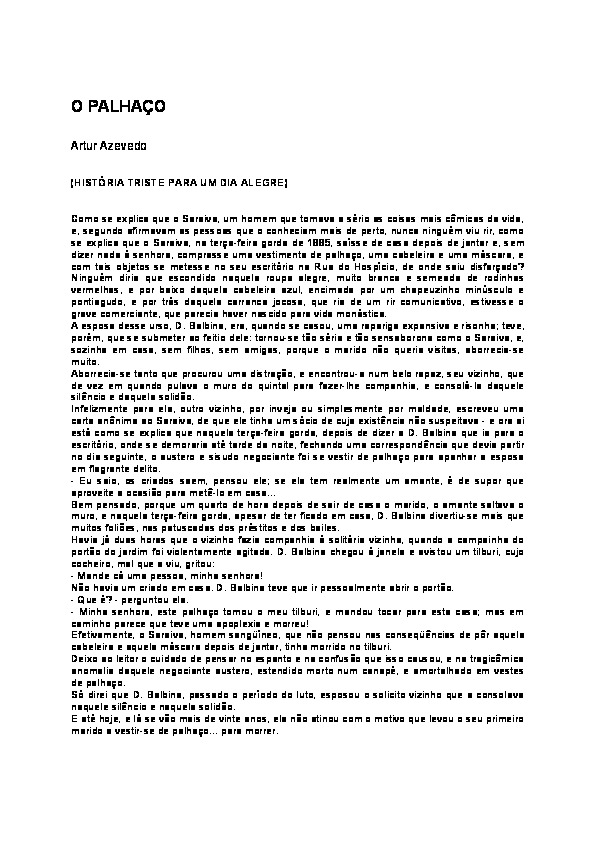 O PALHAÇO
Artur Azevedo
(HISTÓRIA TRISTE PARA UM DIA ALEGRE)
Como se explica que o Saraiva, um homem que tomava a sério as coisas mais cômicas da vida,
e, segundo afirmavam as pessoas que o conheciam mais de perto, nunca ninguém viu rir, como
se explica que o Saraiva, na terça-feira gorda de 1885, saísse de casa depois de jantar e, sem
dizer nada à senhora, comprasse uma vestimenta de palhaço, uma cabeleira e uma máscara, e
com tais objetos se metesse no seu escritório na Rua do Hospício, de onde saiu disfarçado?
Ninguém diria que escondido naquela roupa alegre, muito branca e semeada de rodinhas
vermelhas, e por baixo daquela cabeleira azul, encimada por um chapeuzinho minúsculo e
pontiagudo, e por trás daquela carranca jocosa, que ria de um rir comunicativo, estivesse o
grave comerciante, que parecia haver nascido para vida monástica.
A esposa desse urso, D. Balbina, era, quando se casou, uma rapariga expansiva e risonha; teve,
porém, que se submeter ao feitio dele: tornou-se tão séria e tão sensaborona como o Saraiva, e,
sozinha em casa, sem filhos, sem amigas, porque o marido não queria visitas, aborrecia-se
muito.
Aborrecia-se tanto que procurou uma distração, e encontrou-a num belo rapaz, seu vizinho, que
de vez em quando pulava o muro do quintal para fazer-lhe companhia, e consolá-la daquele
silêncio e daquela solidão.
Infelizmente para ela, outro vizinho, por inveja ou simplesmente por maldade, escreveu uma
carta anônima ao Saraiva, de que ele tinha um sócio de cuja existência não suspeitava - e ora aí
está como se explica que naquela terça-feira gorda, depois de dizer a D. Balbina que ia para o
escritório, onde se demoraria até tarde da noite, fechando uma correspondência que devia partir
no dia seguinte, o austero e sisudo negociante foi se vestir de palhaço para apanhar a esposa
em flagrante delito.
- Eu saio, os criados saem, pensou ele; se ela tem realmente um amante, é de supor que
aproveite a ocasião para metê-lo em casa...
Bem pensado, porque um quarto de hora depois de sair de casa o marido, o amante saltava o
muro, e naquela terça-feira gorda, apesar de ter ficado em casa, D. Balbina divertiu-se mais que
muitos foliões, nas patuscadas dos préstitos e dos bailes.
Havia já duas horas que o vizinho fazia companhia à solitária vizinha, quando a campainha do
portão do jardim foi violentamente agitada. D. Balbina chegou à janela e avistou um tílburi, cujo
cocheiro, mal que a viu, gritou:
- Mande cá uma pessoa, minha senhora!
Não havia um criado em casa. D. Balbina teve que ir pessoalmente abrir o portão.
- Que é? - perguntou ela.
- Minha senhora, este palhaço tomou o meu tílburi, e mandou tocar para esta casa; mas em
caminho parece que teve uma apoplexia e morreu!
Efetivamente, o Saraiva, homem sangüíneo, que não pensou nas conseqüências de pôr aquela
cabeleira e aquela máscara depois de jantar, tinha morrido no tílburi.
Deixo ao leitor o cuidado de pensar no espanto e na confusão que isso causou, e na tragicômica
anomalia daquele negociante austero, estendido morto num canapé, e amortalhado em vestes
de palhaço.
Só direi que D. Balbina, passado o período do luto, esposou o solícito vizinho que a consolava
naquele silêncio e naquela solidão.
E até hoje, e lá se vão mais de vinte anos, ela não atinou com o motivo que levou o seu primeiro
marido a vestir-se de palhaço... para morrer.